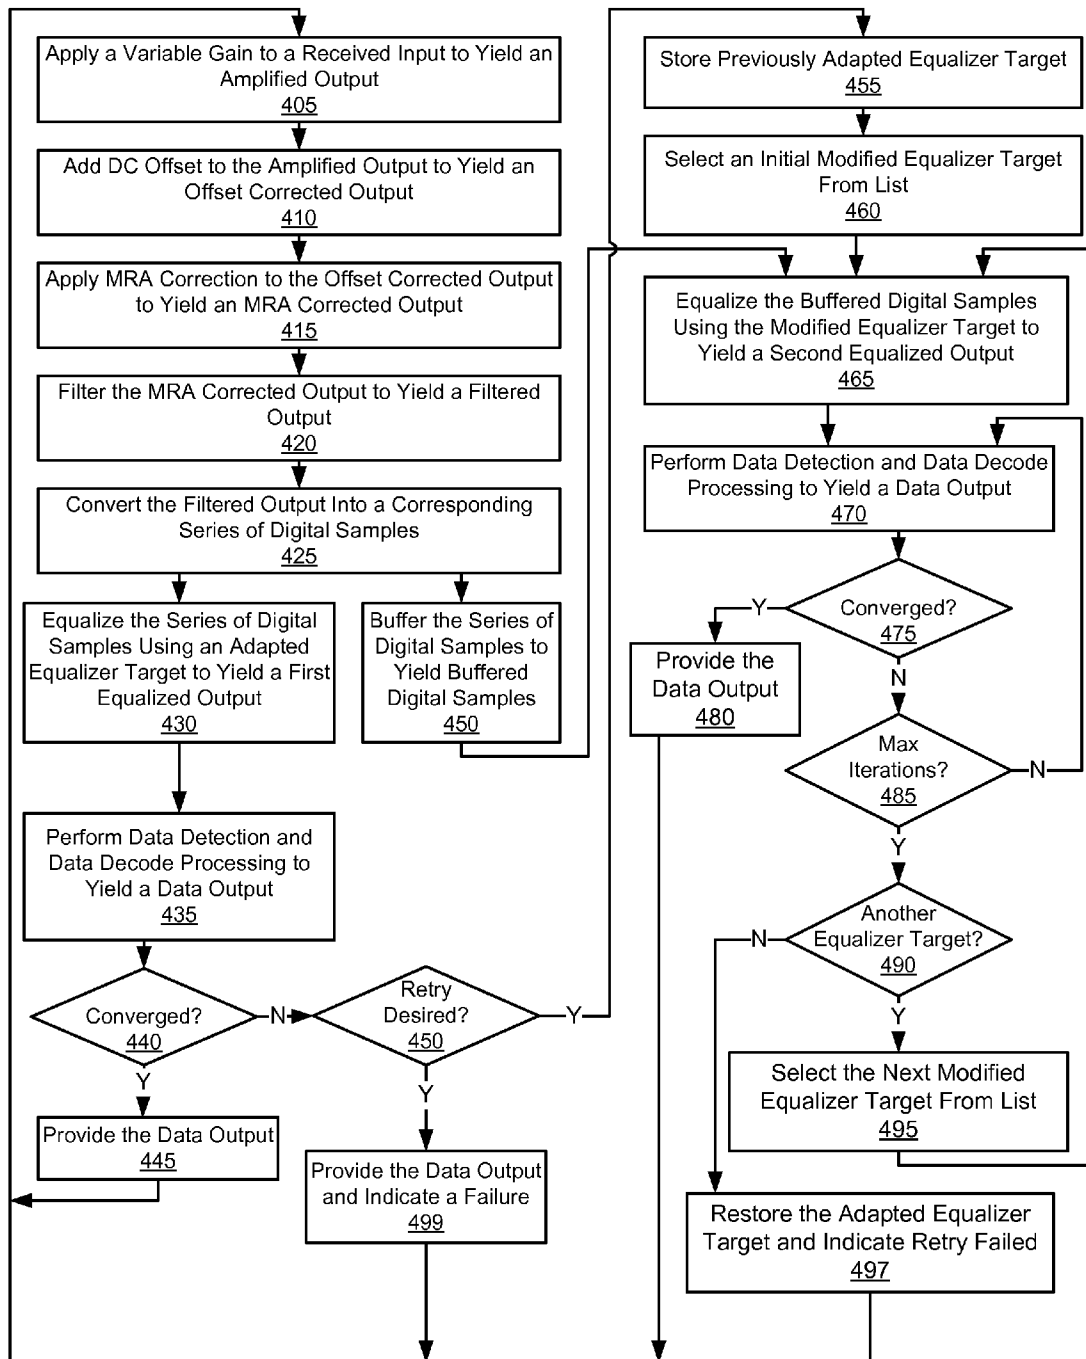 Apply a Variable Gain to a Received Input to Yield an
Amplified Output
405
Add DC Offset to the Amplified Output to Yield an
Offset Corrected Output
410
Apply MRA Correction to the Offset Corrected Output
to Yield an MRA Corrected Output
415
Filter the MRA Corrected Output to Yield a Filtered
Output
420
Convert the Filtered Output Into a Corresponding
Series of Digital Samples
425
Equalize the Series of Digital
Samples Using an Adapted
Equalizer Target to Yield a First
Equalized Output
430
Buffer the Series of
Digital Samples to
Yield Buffered
Digital Samples
450
Perform Data Detection and
Data Decode Processing to
Yield a Data Output
435
Converged?
440
N
Retry
Desired?
450
Y
Y
Y
Provide the Data Output
445
Provide the Data Output
and Indicate a Failure
499
Store Previously Adapted Equalizer Target
455
Select an Initial Modified Equalizer Target
From List
460
Equalize the Buffered Digital Samples
Using the Modified Equalizer Target to
Yield a Second Equalized Output
465
Perform Data Detection and Data Decode
Processing to Yield a Data Output
470
Y
Converged?
475
Provide the
Data Output
480
N
Max
Iterations?
485
N
Y
Another
Equalizer Target?
490
N
Y
Select the Next Modified
Equalizer Target From List
495
Restore the Adapted Equalizer
Target and Indicate Retry Failed
497